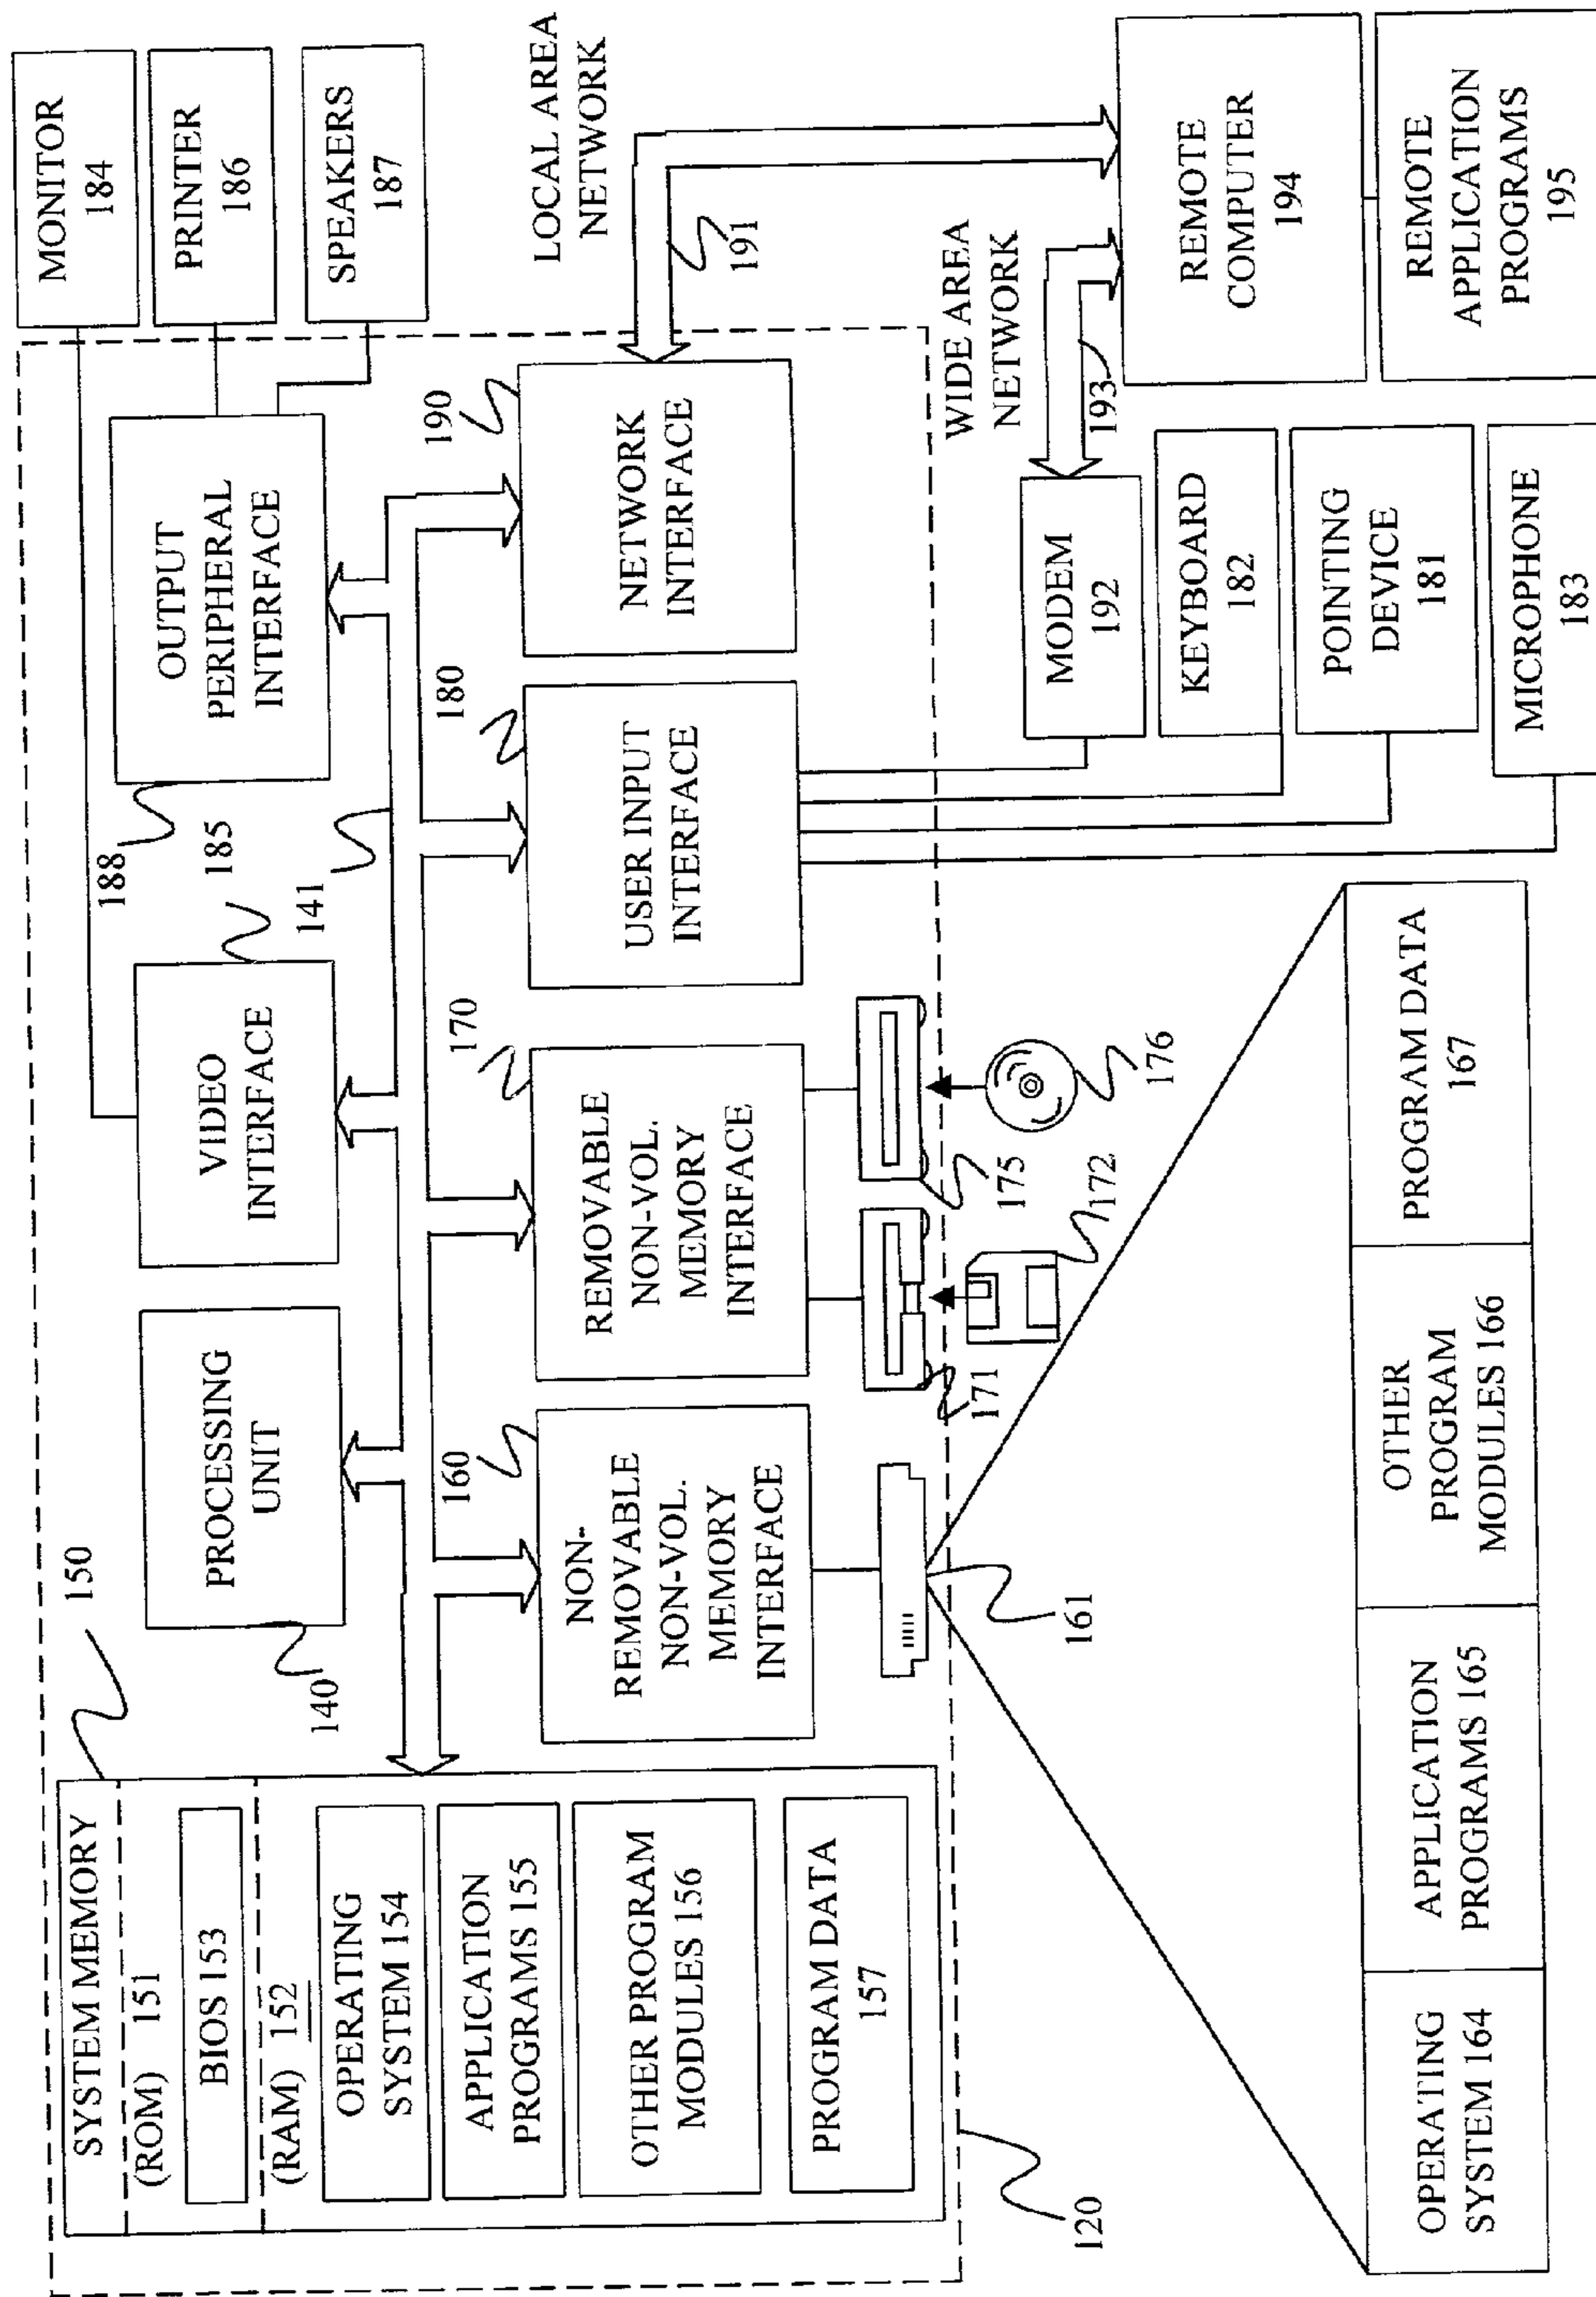 SYSTEM MEMORY
(ROM) 151
BIOS 153
(RAM) 152
OPERATING
SYSTEM 154
APPLICATION
PROGRAMS 155
OTHER PROGRAM
MODULES 156
PROGRAM DATA
157
120
150
PROCESSING
UNIT
140
VIDEO
INTERFACE
185
188
141
OUTPUT
PERIPHERAL
INTERFACE
MONITOR
184
PRINTER
186
SPEAKERS
187
160
NON-
REMOVABLE
NON-VOL.
MEMORY
INTERFACE
170
REMOVABLE
NON-VOL.
MEMORY
INTERFACE
180
USER INPUT
INTERFACE
190
NETWORK
INTERFACE
LOCAL AREA
NETWORK
191
161
171
172
175
176
WIDE AREA
NETWORK
193
MODEM
192
KEYBOARD
182
POINTING
DEVICE
181
MICROPHONE
183
REMOTE
COMPUTER
194
REMOTE
APPLICATION
PROGRAMS
195
OPERATING
SYSTEM 164
APPLICATION
PROGRAMS 165
OTHER
PROGRAM
MODULES 166
PROGRAM DATA
167